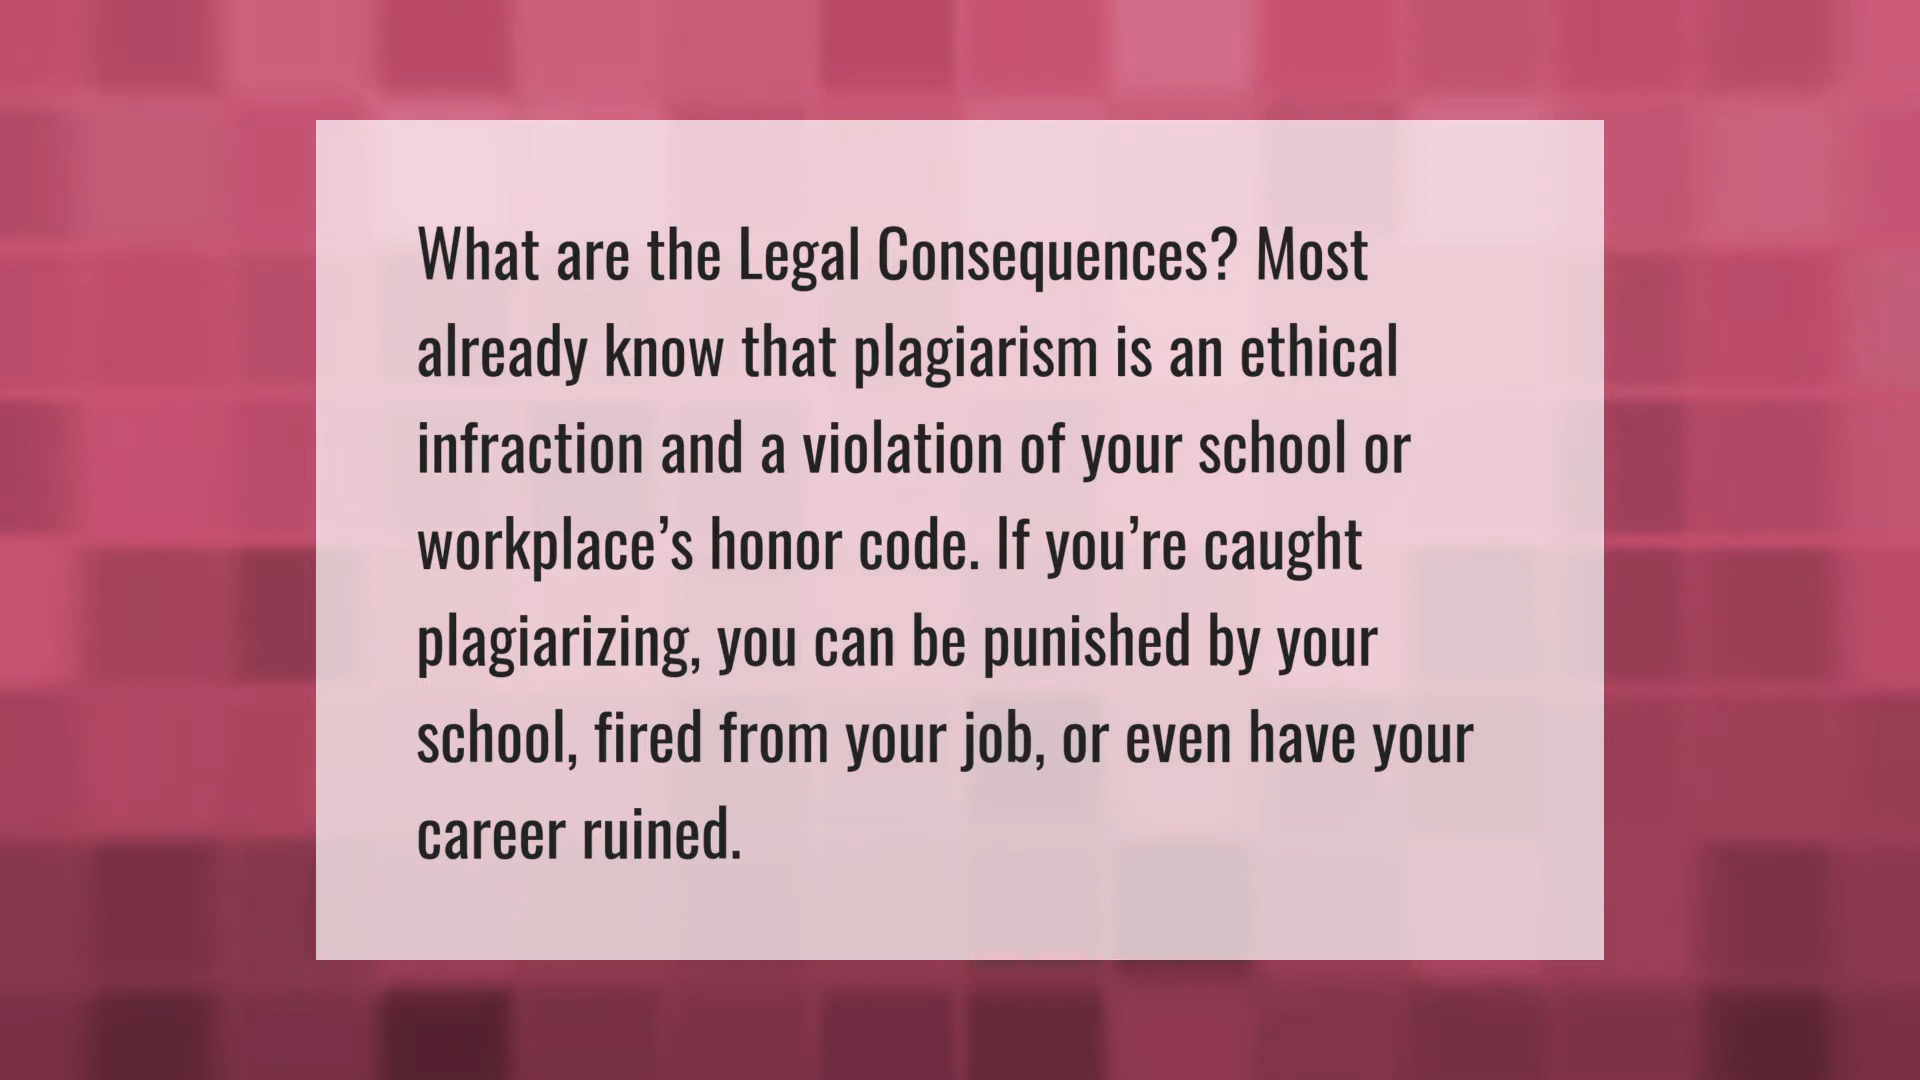 What are the Legal Consequences? Most
already know that plagiarism is an ethical
infraction and a violation of your school or
workplace’s honor code. If you’re caught
plagiarizing, you can be punished by your
school, fired from your job, or even have your
career ruined.